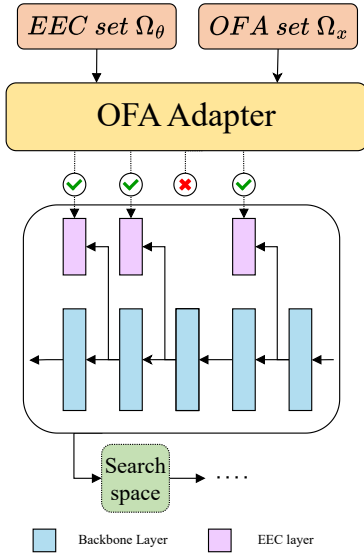 EEC set Ωθ
OFA set Ωx
OFA Adapter
Search
space
....
Backbone Layer
EEC layer